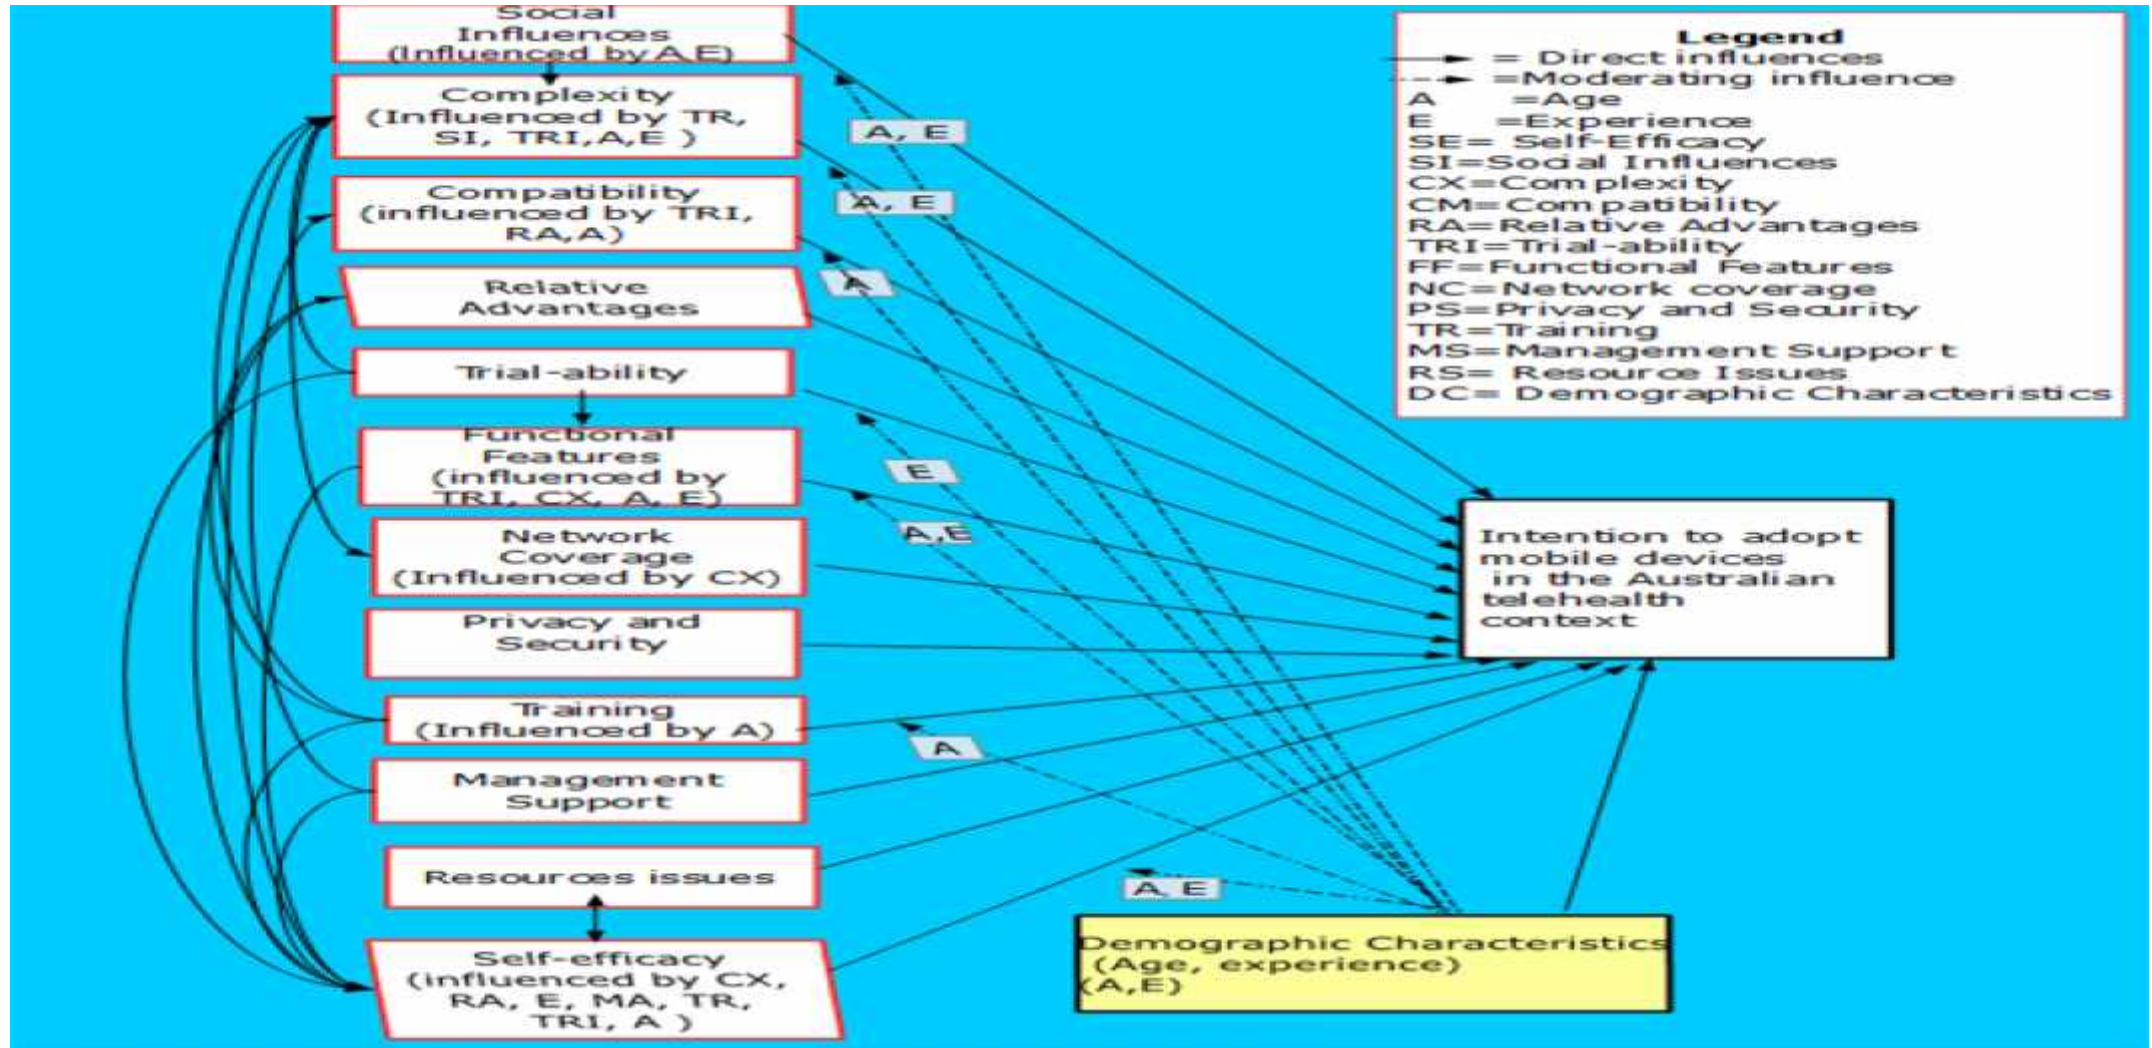 Social
Influences
(Influenced by A,E)
Complexity
(Influenced by TR,
SI, TRI,A,E )
Compatibility
(influenced by TRI,
RA,A)
Relative
Advantages
Trial-ability
Functional
Features
(influenced by
TRI, CX, A, E)
Network
Coverage
(Influenced by CX)
Privacy and
Security
Training
(Influenced by A)
Management
Support
Resources issues
Self-efficacy
(influenced by CX,
RA, E, MA, TR,
TRI, A )
A, E
A, E
A
E
A,E
A
A, E
Legend
= Direct influences
=Moderating influence
A =Age
E =Experience
SE= Self-Efficacy
SI=Social Influences
CX=Complexity
CM=Compatibility
RA=Relative Advantages
TRI=Trial-ability
FF=Functional Features
NC=Network coverage
PS=Privacy and Security
TR=Training
MS=Management Support
RS= Resource Issues
DC= Demographic Characteristics
Intention to adopt
mobile devices
in the Australian
telehealth
context
Demographic Characteristics
(Age, experience)
(A,E)